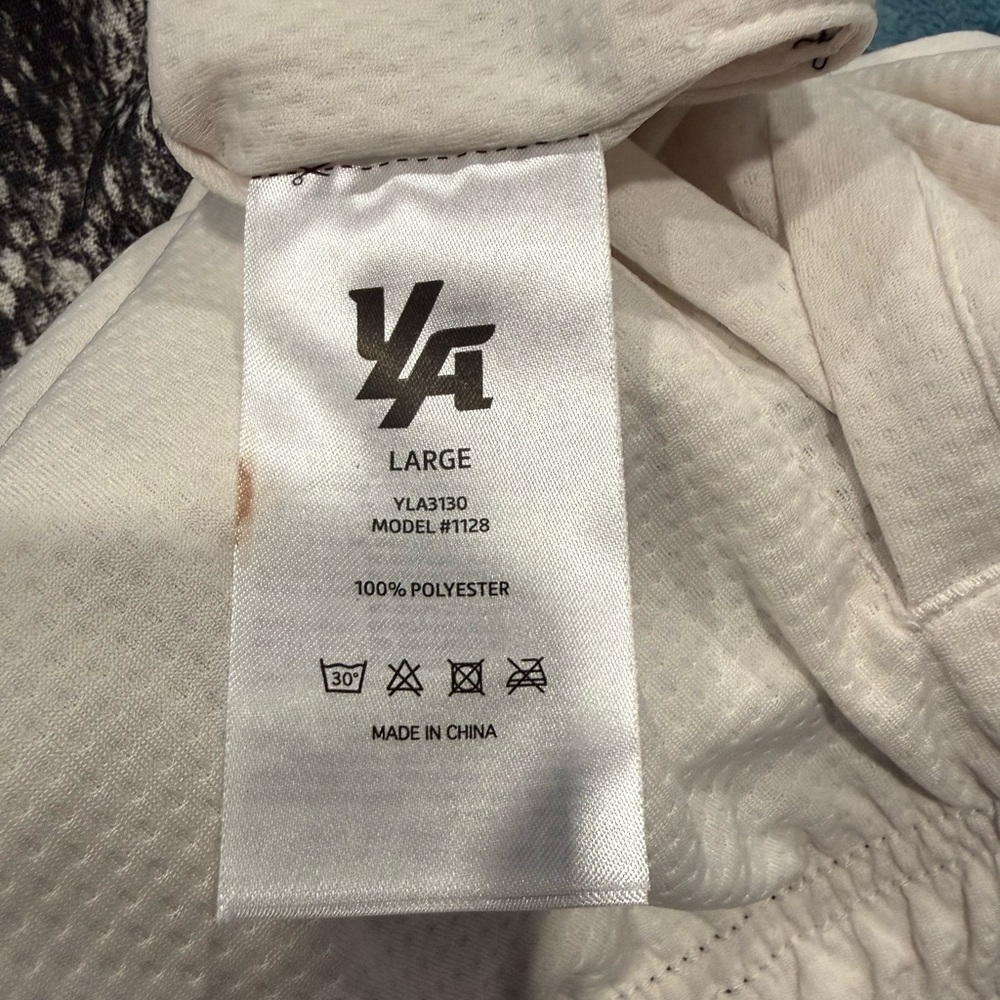 YLA
LARGE
YLA3130
MODEL #1128
100% POLYESTER
30°
MADE IN CHINA